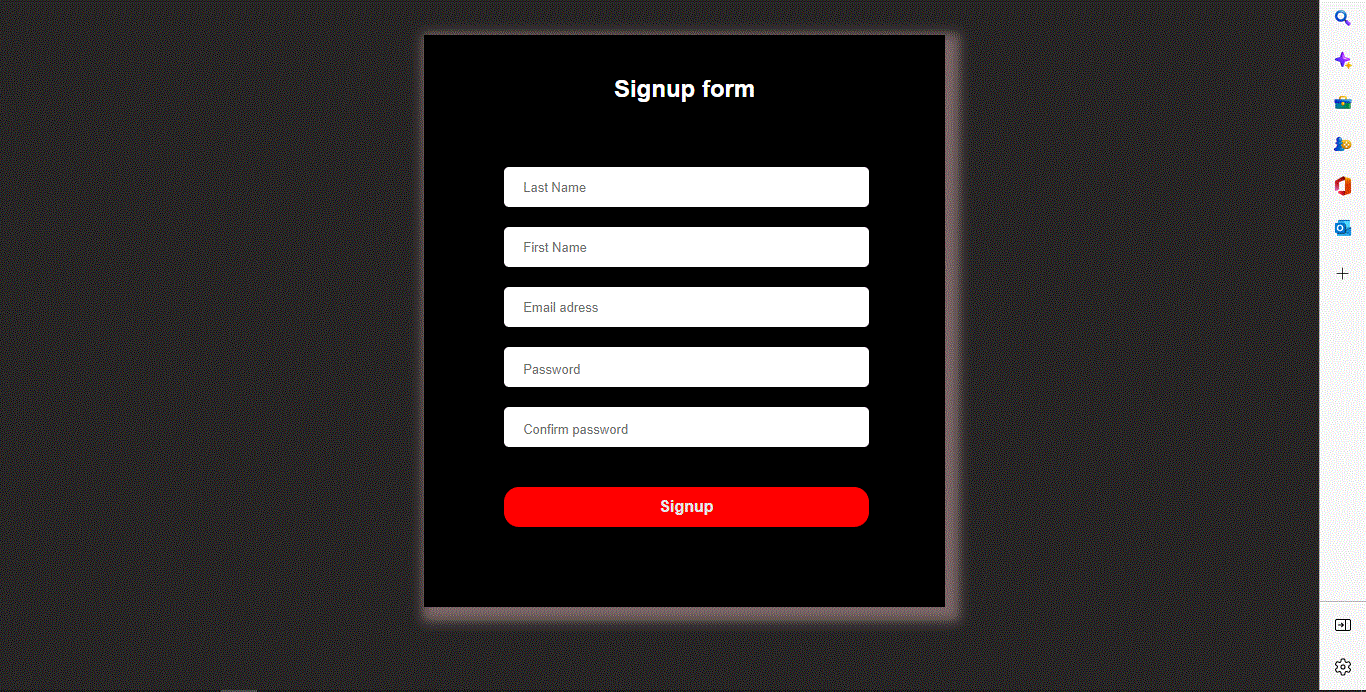 Signup form
Last Name
First Name
Email adress
Password
Confirm password
Signup